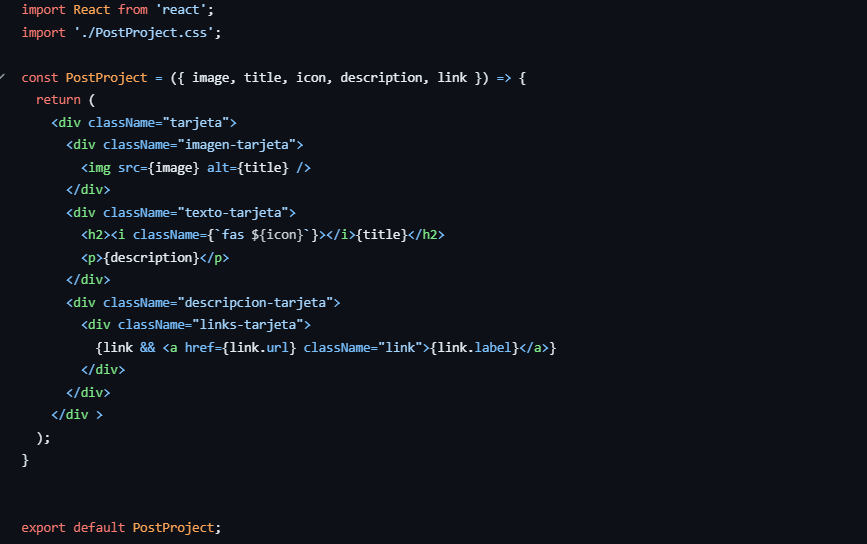 import React from 'react';
import './PostProject.css';
const PostProject = ({ image, title, icon, description, link }) => {
return (
<div className="tarjeta">
<div className="imagen-tarjeta">
<img src={image} alt={title} />
</div>
<div className="texto-tarjeta">
<h2><i className={`fas ${icon}`}></i>{title}</h2>
<p>{description}</p>
</div>
<div className="descripcion-tarjeta">
<div className="links-tarjeta">
{link && <a href={link.url} className="link">{link.label}</a>}
</div>
</div>
</div >
);
}
export default PostProject;